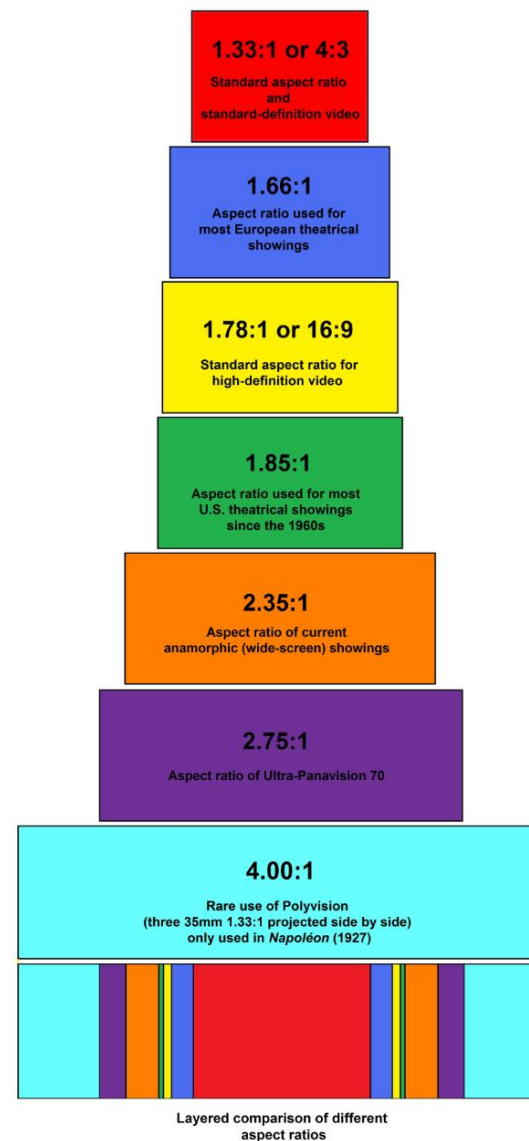 1.33:1 or 4:3
Standard aspect ratio
and
standard-definition video
1.66:1
Aspect ratio used for
most European theatrical
showings
1.78:1 or 16:9
Standard aspect ratio for
high-definition video
1.85:1
Aspect ratio used for most
U.S. theatrical showings
since the 1960s
2.35:1
Aspect ratio of current
anamorphic (wide-screen) showings
2.75:1
Aspect ratio of Ultra-Panavision 70
4.00:1
Rare use of Polyvision
(three 35mm 1.33:1 projected side by side)
only used in Napoléon (1927)
Layered comparison of different
aspect ratios